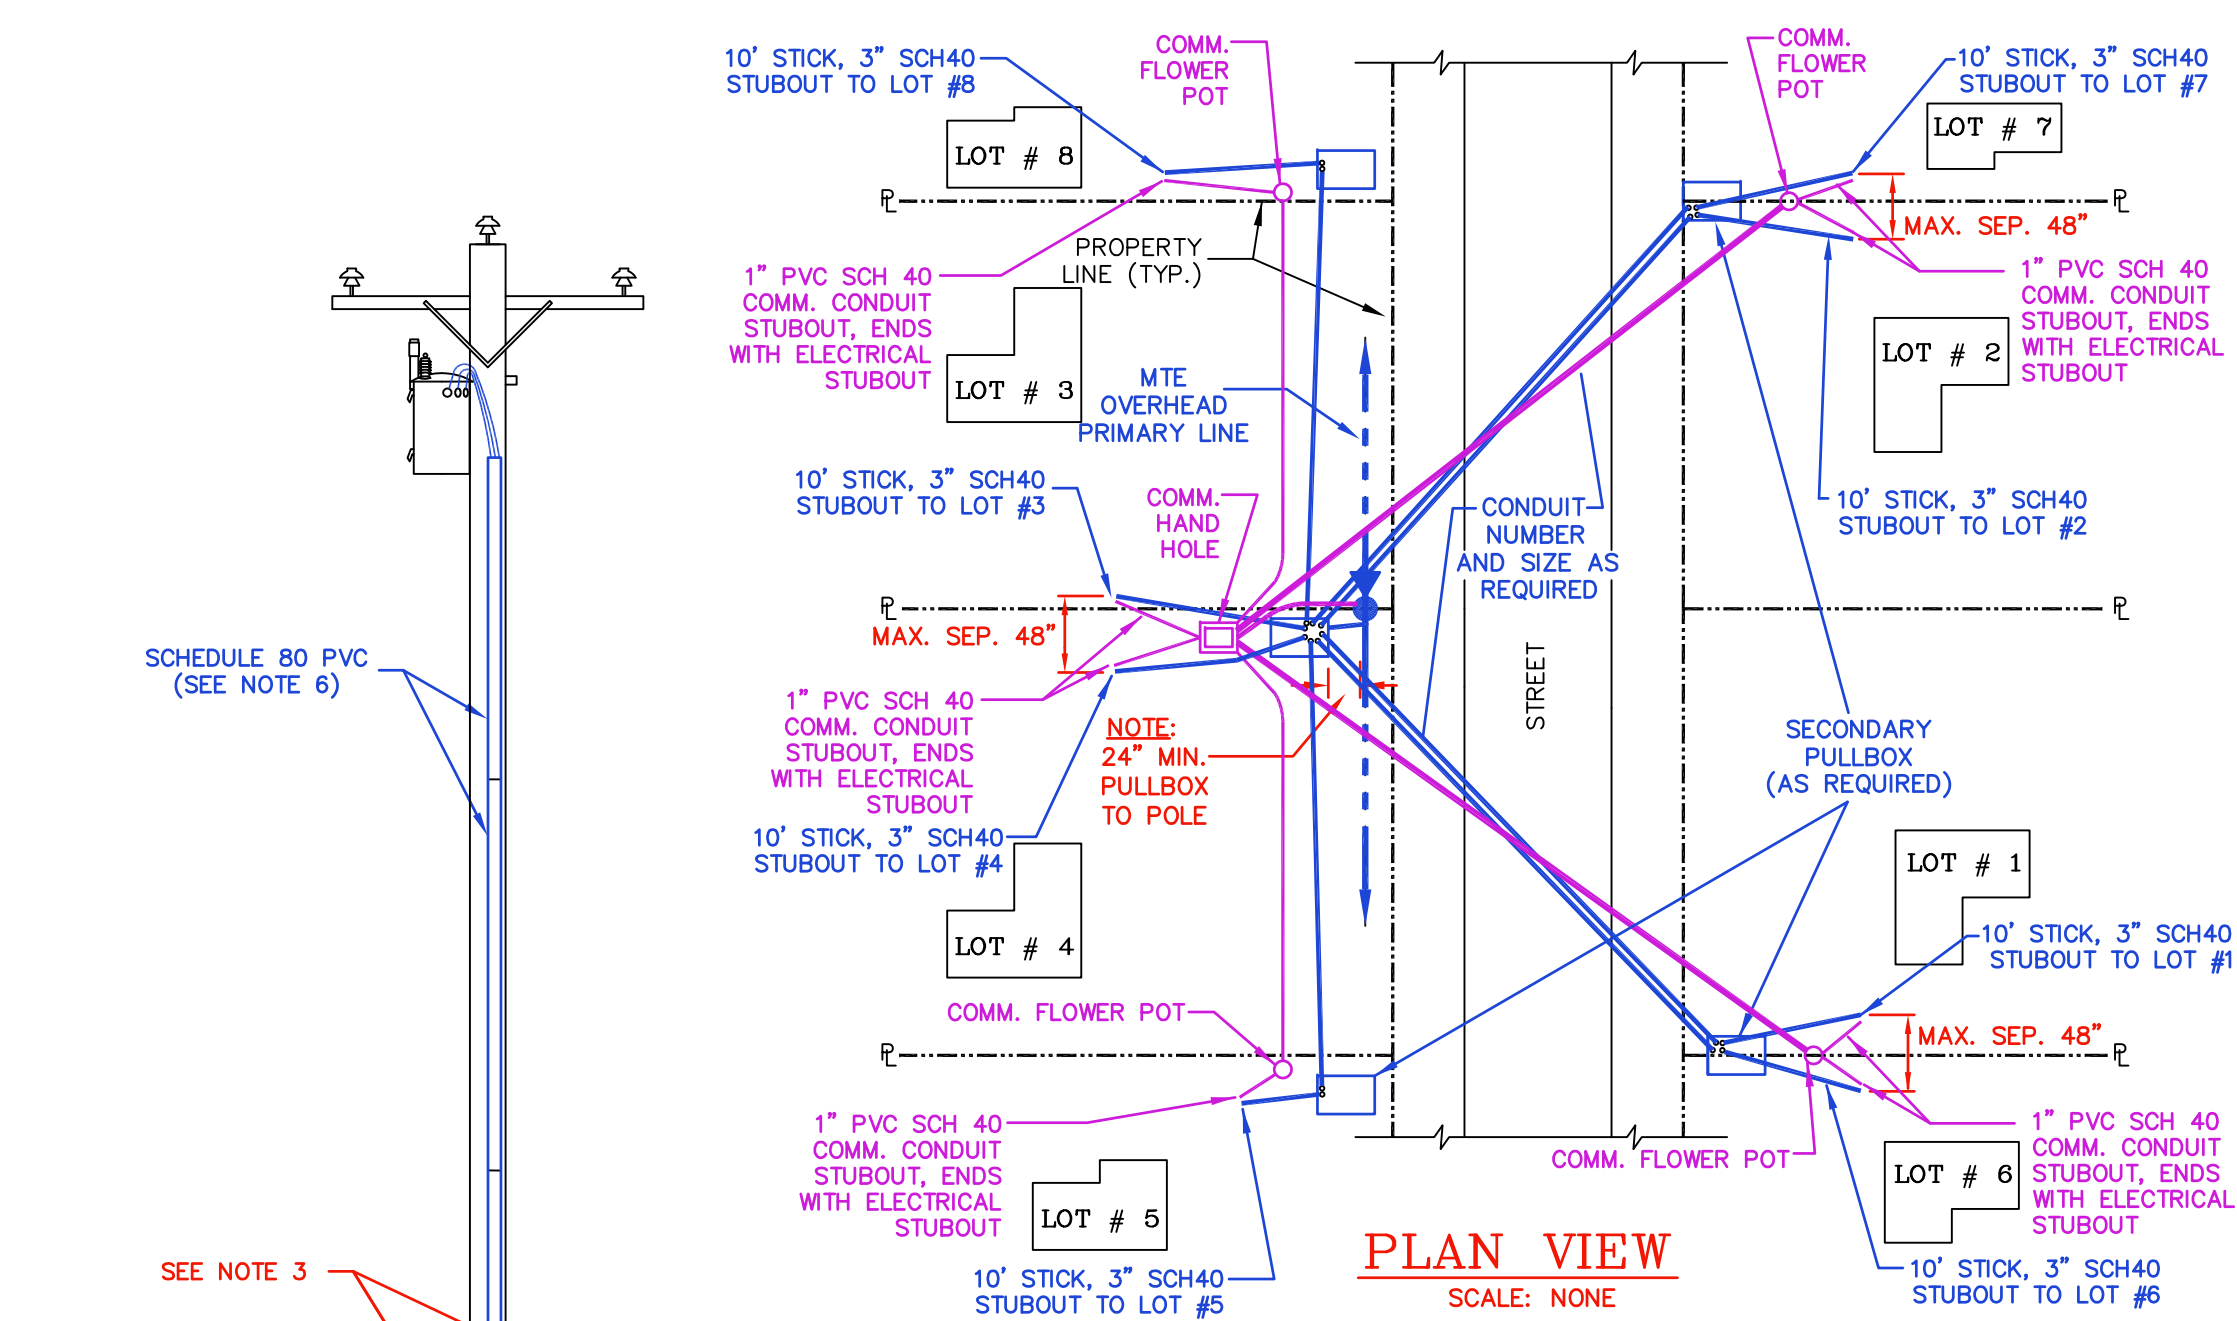 10' STICK, 3" SCH40
STUBOUT TO LOT #8
COMM.
FLOWER
POT
COMM.
FLOWER
POT
10' STICK, 3" SCH40
STUBOUT TO LOT #7
LOT # 8
LOT # 7
PL
PL
MAX. SEP. 48"
PROPERTY
LINE (TYP.)
1" PVC SCH 40
COMM. CONDUIT
STUBOUT, ENDS
WITH ELECTRICAL
STUBOUT
1" PVC SCH 40
COMM. CONDUIT
STUBOUT, ENDS
WITH ELECTRICAL
STUBOUT
LOT # 3
LOT # 2
MTE
OVERHEAD
PRIMARY LINE
10' STICK, 3" SCH40
STUBOUT TO LOT #3
COMM.
HAND
HOLE
CONDUIT
NUMBER
AND SIZE AS
REQUIRED
10' STICK, 3" SCH40
STUBOUT TO LOT #2
PL
PL
MAX. SEP. 48"
STREET
SCHEDULE 80 PVC
(SEE NOTE 6)
1" PVC SCH 40
COMM. CONDUIT
STUBOUT, ENDS
WITH ELECTRICAL
STUBOUT
NOTE:
24" MIN.
PULLBOX
TO POLE
SECONDARY
PULLBOX
(AS REQUIRED)
10' STICK, 3" SCH40
STUBOUT TO LOT #4
LOT # 4
LOT # 1
10' STICK, 3" SCH40
STUBOUT TO LOT #1
COMM. FLOWER POT
PL
PL
MAX. SEP. 48"
1" PVC SCH 40
COMM. CONDUIT
STUBOUT, ENDS
WITH ELECTRICAL
STUBOUT
COMM. FLOWER POT
1" PVC SCH 40
COMM. CONDUIT
STUBOUT, ENDS
WITH ELECTRICAL
STUBOUT
LOT # 5
LOT # 6
10' STICK, 3" SCH40
STUBOUT TO LOT #5
10' STICK, 3" SCH40
STUBOUT TO LOT #6
PLAN VIEW
SCALE: NONE
SEE NOTE 3